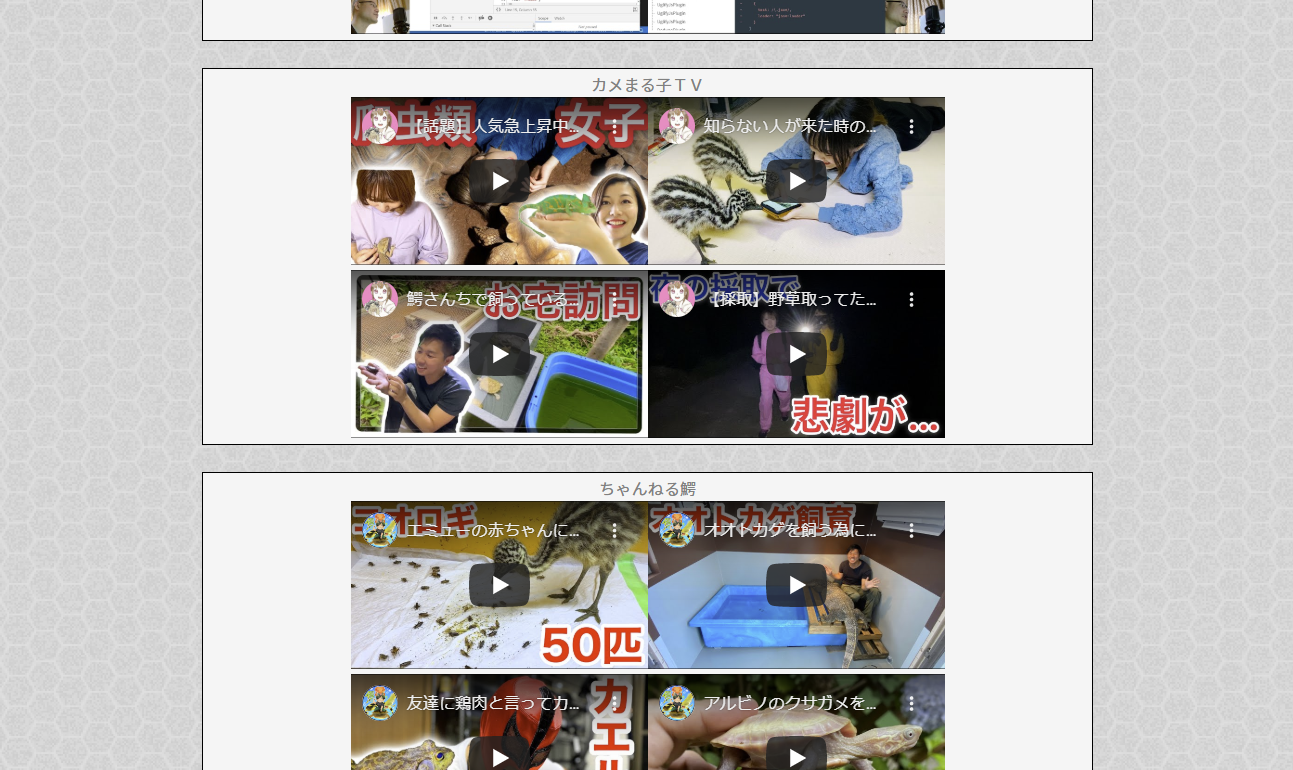 カメまる子ＴＶ
爬虫類 女子
【話題】人気急上昇中...
知らない人が来た時の...
お宅訪問
鰐さんちで飼っている...
夜の採取で
【採取】野草取ってた...
悲劇が...
ちゃんねる鰐
エミューの赤ちゃんに...
50匹
オオトカゲ飼育
オオトカゲを飼う為に...
友達に鶏肉と言ってカ...
カエル
アルビノのクサガメを...